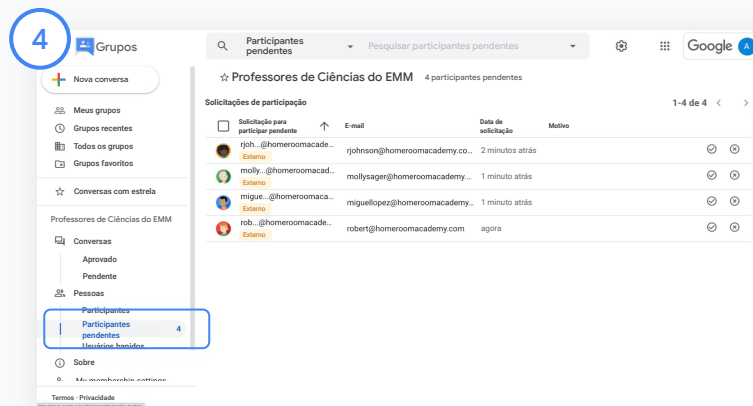 4
Grupos
Participantes
pendentes
Pesquisar participantes pendentes
Google
A
Nova conversa
Meus grupos
Grupos recentes
Todos os grupos
Grupos favoritos
Conversas com estrela
Professores de Ciências do EMM
Conversas
Aprovado
Pendente
Pessoas
Participantes
Participantes
pendentes
4
Usuários banidos
Sobre
My membership settings
Termos · Privacidade
Professores de Ciências do EMM 4 participantes pendentes
Solicitações de participação
1-4 de 4
Solicitação para
participar pendente
E-mail
Data de
solicitação
Motivo
rjoh...@homeroomacade...
Externo
rjohnson@homeroomacademy.co... 2 minutos atrás
molly...@homeroomacad...
Externo
mollysager@homeroomacademy... 1 minuto atrás
migue...@homeroomaca...
Externo
miguellopez@homeroomacademy... 1 minuto atrás
rob...@homeroomacade...
Externo
robert@homeroomacademy.com agora